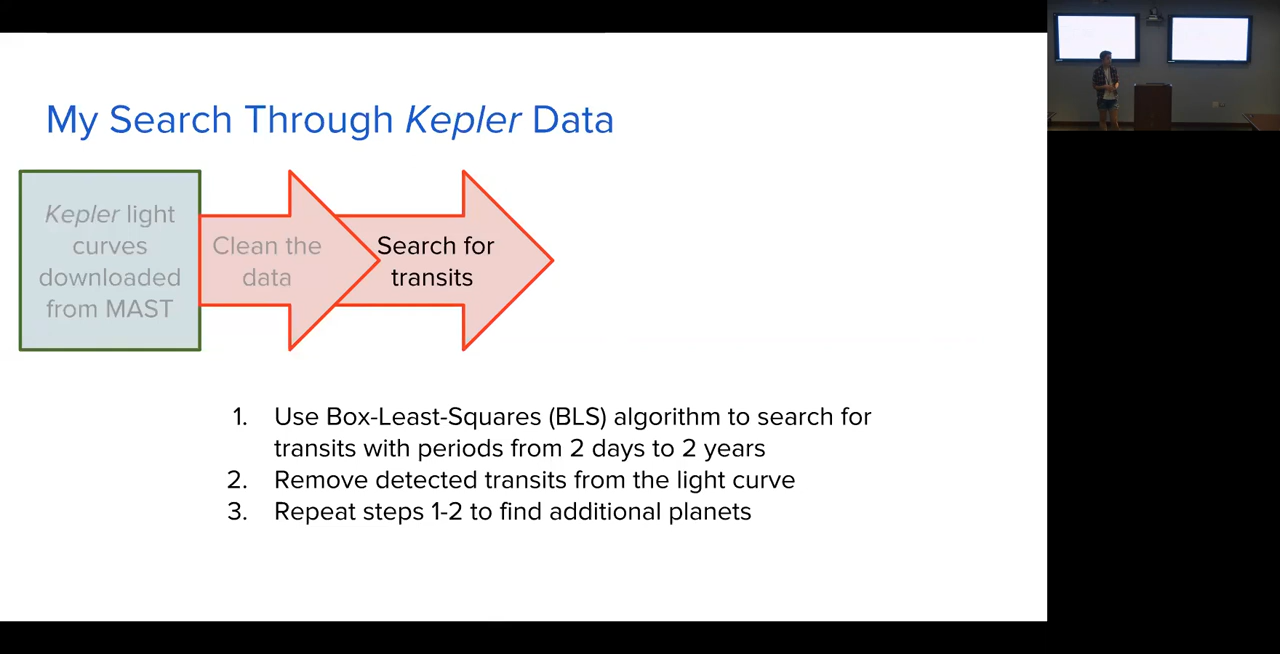 My Search Through Kepler Data
Kepler light
curves
downloaded
from MAST
Clean the
data
Search for
transits
1. Use Box-Least-Squares (BLS) algorithm to search for
transits with periods from 2 days to 2 years
2. Remove detected transits from the light curve
3. Repeat steps 1-2 to find additional planets